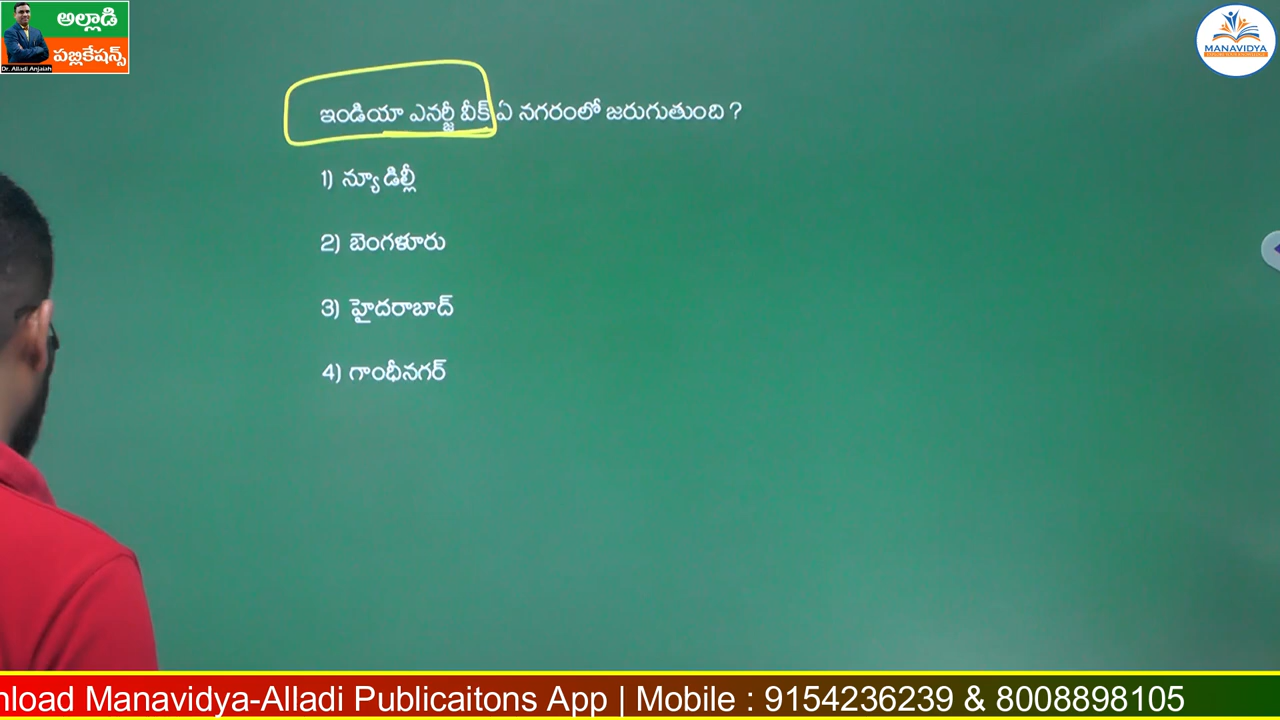 అల్లాడి
పబ్లికేషన్స్
Dr. Alladi Anjaiah
MANAVIDYA
ఇండియా ఎనర్జీ వీక్ ఏ నగరంలో జరుగుతుంది ?
1) న్యూఢిల్లీ
2) బెంగళూరు
3) హైదరాబాద్
4) గాంధీనగర్
nload Manavidya-Alladi Publicaitons App | Mobile : 9154236239 & 8008898105